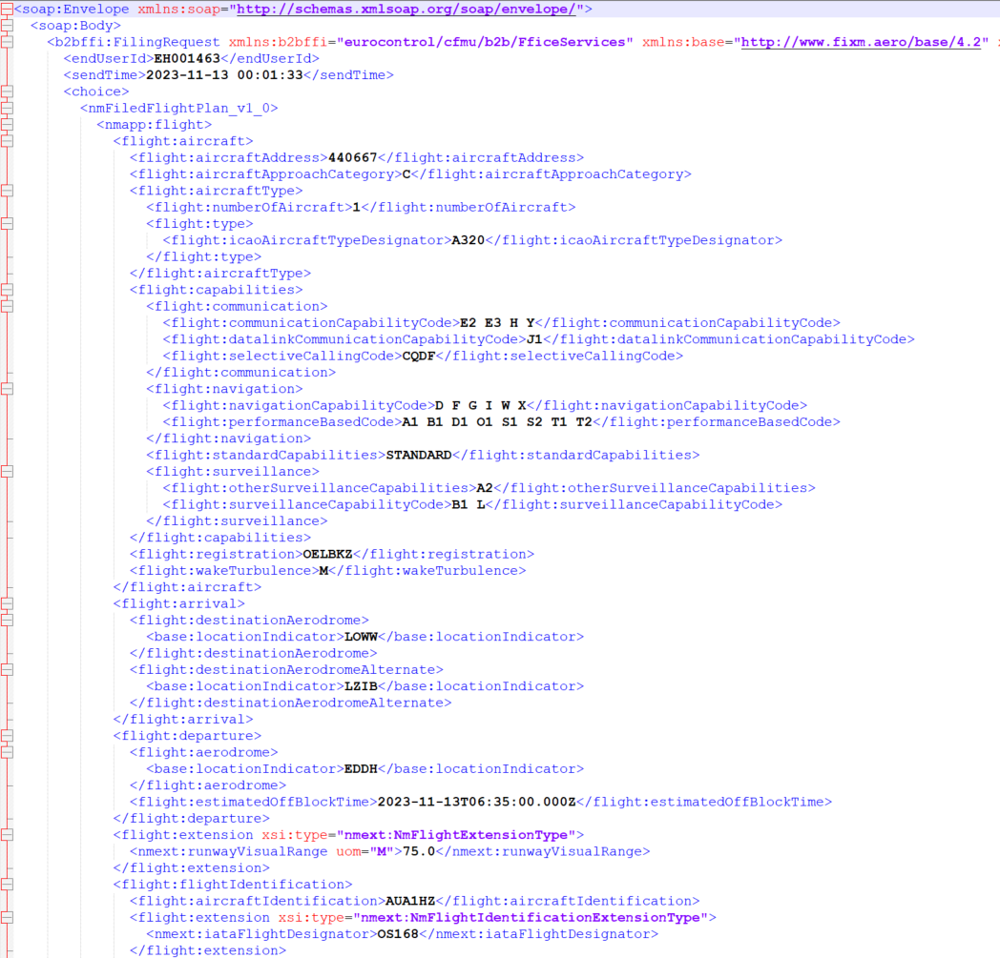 <soap:Envelope xmlns:soap="http://schemas.xmlsoap.org/soap/envelope/">
<soap:Body>
<b2bffi:FilingRequest xmlns:b2bffi="eurocontrol/cfmu/b2b/FficeServices" xmlns:base="http://www.fixm.aero/base/4.2"
<endUserId>EH001463</endUserId>
<sendTime>2023-11-13 00:01:33</sendTime>
<choice>
<nmFiledFlightPlan_v1_0>
<nmapp:flight>
<flight:aircraft>
<flight:aircraftAddress>440667</flight:aircraftAddress>
<flight:aircraftApproachCategory>C</flight:aircraftApproachCategory>
<flight:aircraftType>
<flight:numberOfAircraft>1</flight:numberOfAircraft>
<flight:type>
<flight:icaoAircraftTypeDesignator>A320</flight:icaoAircraftTypeDesignator>
</flight:type>
</flight:aircraftType>
<flight:capabilities>
<flight:communication>
<flight:communicationCapabilityCode>E2 E3 H Y</flight:communicationCapabilityCode>
<flight:datalinkCommunicationCapabilityCode>J1</flight:datalinkCommunicationCapabilityCode>
<flight:selectiveCallingCode>CQDF</flight:selectiveCallingCode>
</flight:communication>
<flight:navigation>
<flight:navigationCapabilityCode>D F G I W X</flight:navigationCapabilityCode>
<flight:performanceBasedCode>A1 B1 D1 O1 S1 S2 T1 T2</flight:performanceBasedCode>
</flight:navigation>
<flight:standardCapabilities>STANDARD</flight:standardCapabilities>
<flight:surveillance>
<flight:otherSurveillanceCapabilities>A2</flight:otherSurveillanceCapabilities>
<flight:surveillanceCapabilityCode>B1 L</flight:surveillanceCapabilityCode>
</flight:surveillance>
</flight:capabilities>
<flight:registration>OELBKZ</flight:registration>
<flight:wakeTurbulence>M</flight:wakeTurbulence>
</flight:aircraft>
<flight:arrival>
<flight:destinationAerodrome>
<base:locationIndicator>LOWW</base:locationIndicator>
</flight:destinationAerodrome>
<flight:destinationAerodromeAlternate>
<base:locationIndicator>LZIB</base:locationIndicator>
</flight:destinationAerodromeAlternate>
</flight:arrival>
<flight:departure>
<flight:aerodrome>
<base:locationIndicator>EDDH</base:locationIndicator>
</flight:aerodrome>
<flight:estimatedOffBlockTime>2023-11-13T06:35:00.000Z</flight:estimatedOffBlockTime>
</flight:departure>
<flight:extension xsi:type="nmext:NmFlightExtensionType">
<nmext:runwayVisualRange uom="M">75.0</nmext:runwayVisualRange>
</flight:extension>
<flight:flightIdentification>
<flight:aircraftIdentification>AUA1HZ</flight:aircraftIdentification>
<flight:extension xsi:type="nmext:NmFlightIdentificationExtensionType">
<nmext:iataFlightDesignator>OS168</nmext:iataFlightDesignator>
</flight:extension>